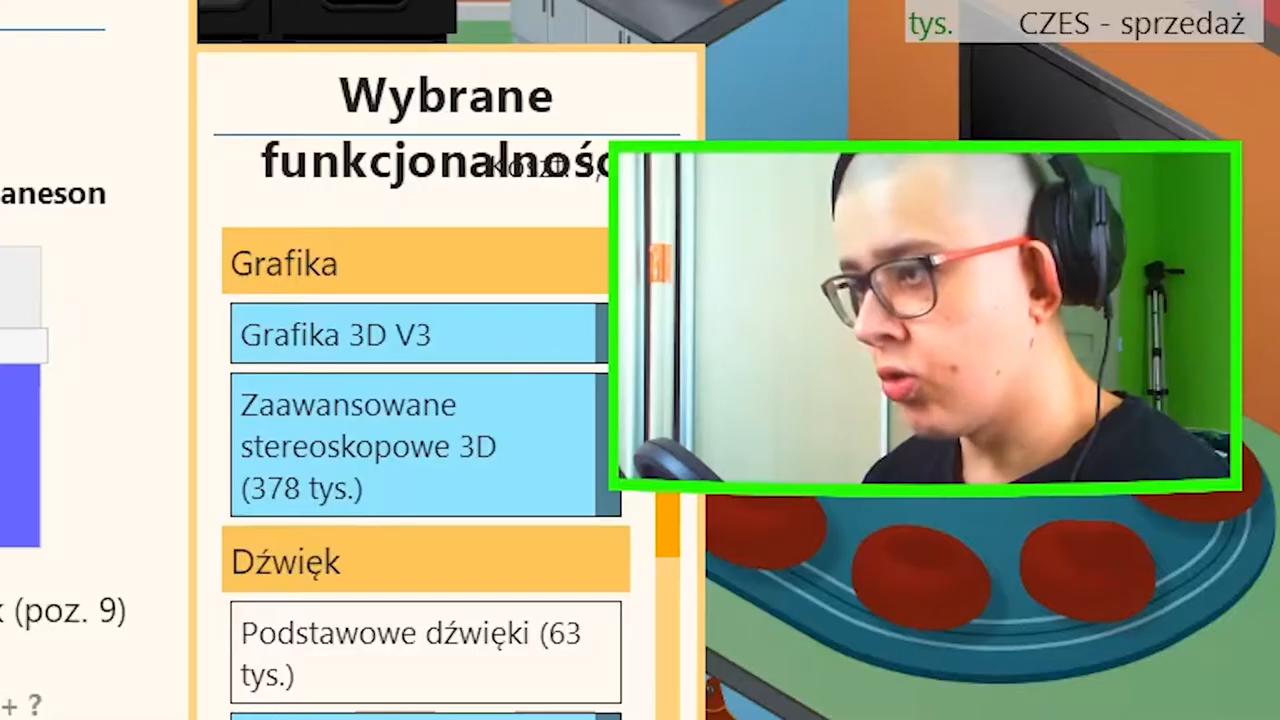 tys. CZES - sprzedaż
Wybrane
funkcjonalnośc
aneson
Grafika
Grafika 3D V3
Zaawansowane
stereoskopowe 3D
(378 tys.)
Dźwięk
(poz. 9)
Podstawowe dźwięki (63
tys.)
+ ?